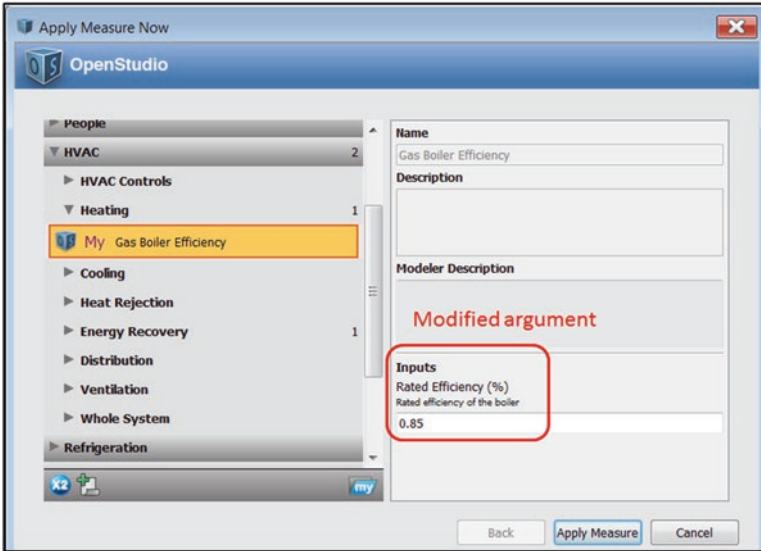 Apply Measure Now
OS OpenStudio
People
HVAC 2
HVAC Controls
Heating 1
My Gas Boiler Efficiency
Cooling
Heat Rejection
Energy Recovery 1
Distribution
Ventilation
Whole System
Refrigeration
x2 my
Name
Gas Boiler Efficiency
Description
Modeler Description
Modified argument
Inputs
Rated Efficiency (%)
Rated efficiency of the boiler
0.85
Back Apply Measure Cancel